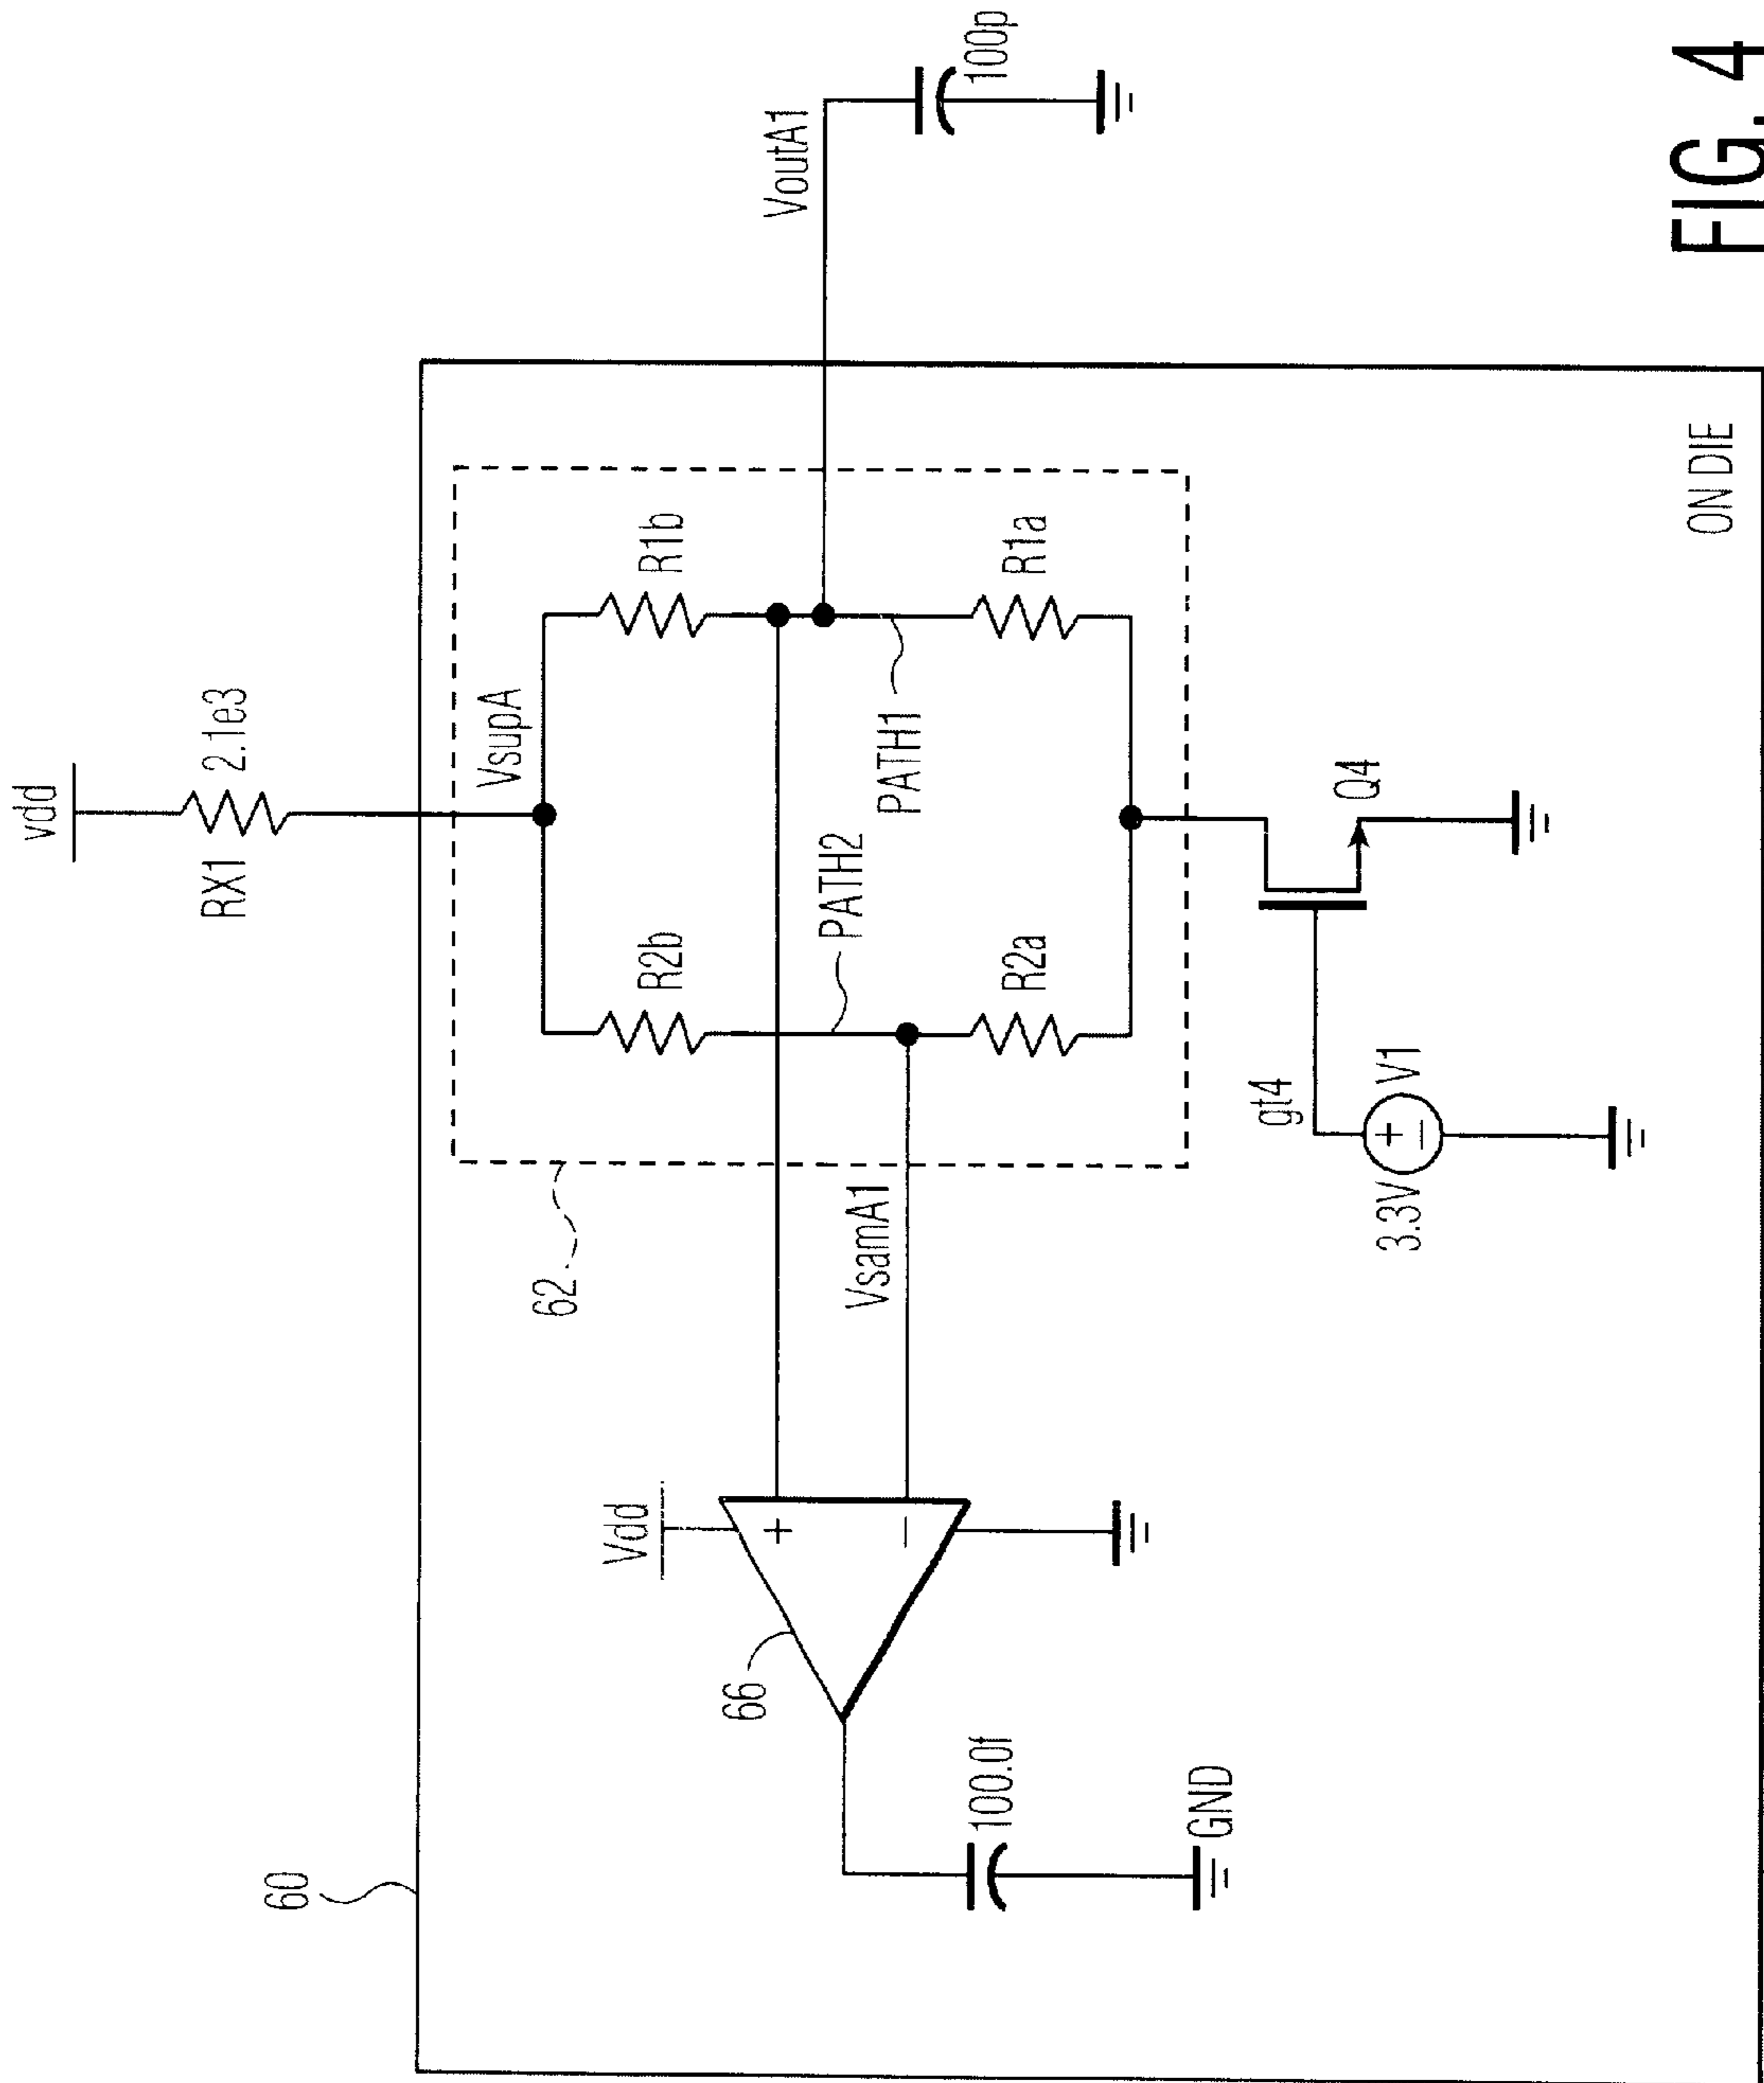 vdd
RX1
2.1e3
VsupA
R2b
R1b
VoutA1
100p
PATH2
PATH1
R2a
R1a
62
VsamA1
Vdd
+
−
66
100.0f
GND
60
gt4
3.3V
+
−
V1
Q4
ON DIE
FIG. 4